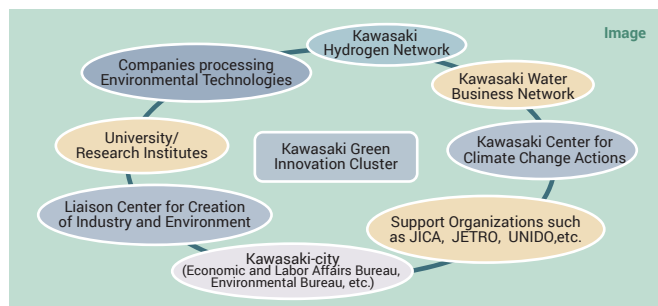 Image
Kawasaki
Hydrogen Network
Companies processing
Environmental Technologies
Kawasaki Water
Business Network
University/
Research Institutes
Kawasaki Green
Innovation Cluster
Kawasaki Center for
Climate Change Actions
Liaison Center for Creation
of Industry and Environment
Support Organizations such
as JICA, JETRO, UNIDO,etc.
Kawasaki-city
(Economic and Labor Affairs Bureau,
Environmental Bureau, etc.)